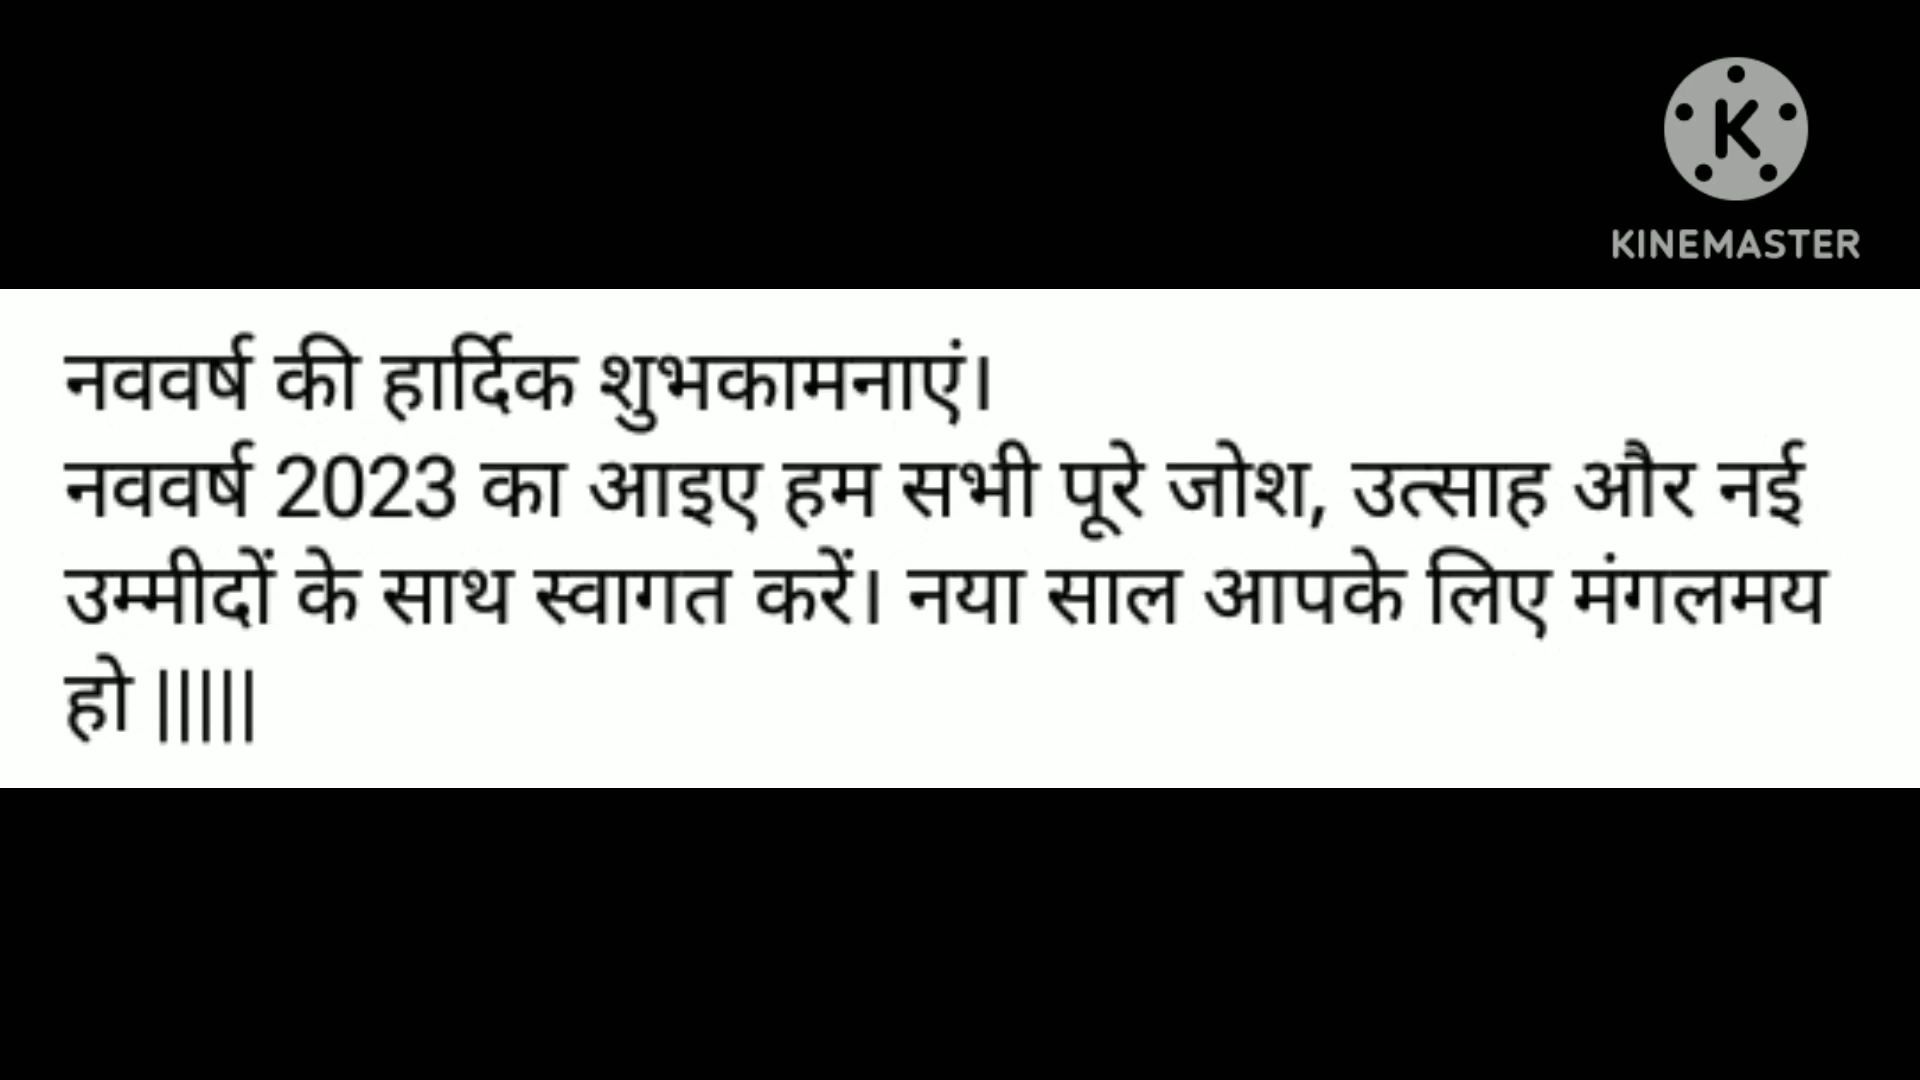 KINEMASTER
नववर्ष की हार्दिक शुभकामनाएं।
नववर्ष 2023 का आइए हम सभी पूरे जोश, उत्साह और नई
उम्मीदों के साथ स्वागत करें। नया साल आपके लिए मंगलमय
हो |||||